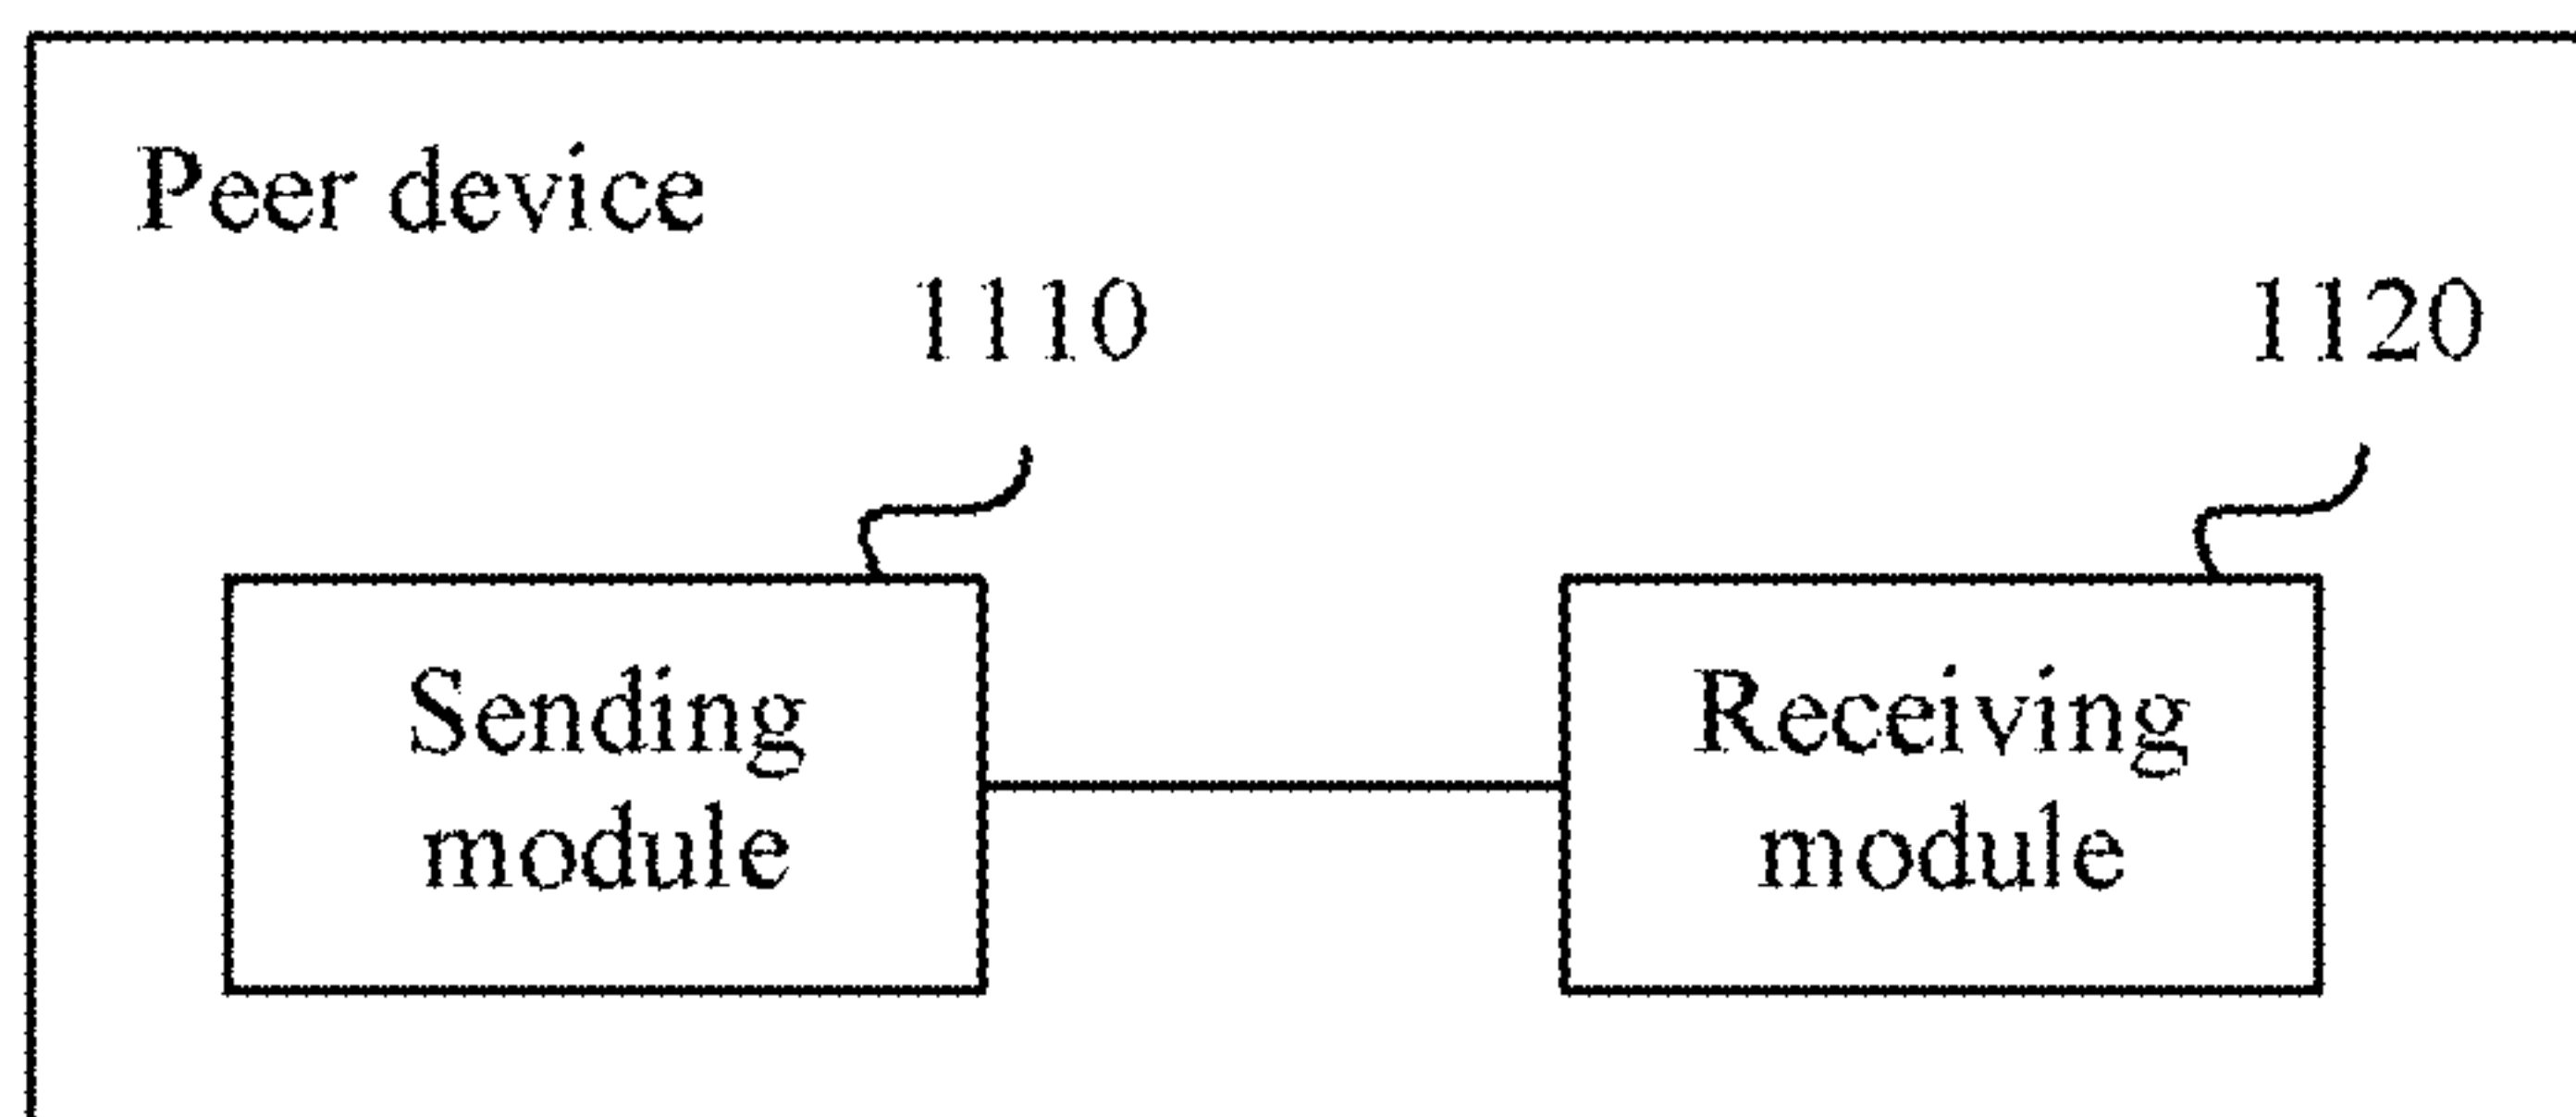 Peer device
1110
1120
Sending
module
Receiving
module